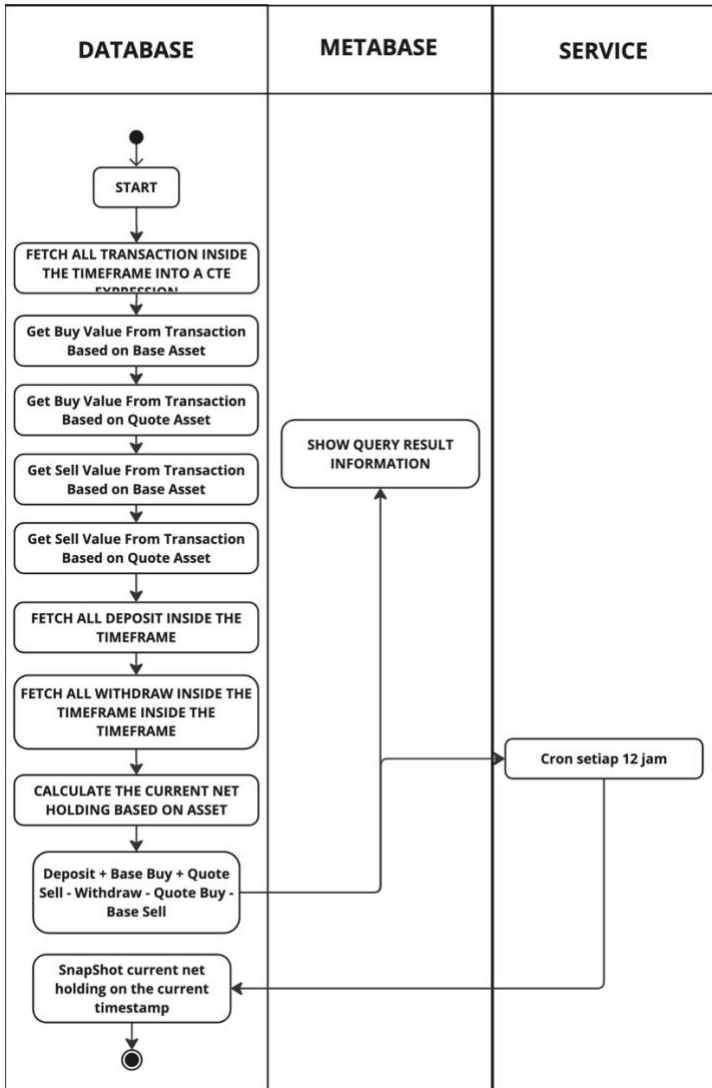 DATABASE
METABASE
SERVICE
START
FETCH ALL TRANSACTION INSIDE
THE TIMEFRAME INTO A CTE
EXPRESSION
Get Buy Value From Transaction
Based on Base Asset
Get Buy Value From Transaction
Based on Quote Asset
Get Sell Value From Transaction
Based on Base Asset
Get Sell Value From Transaction
Based on Quote Asset
FETCH ALL DEPOSIT INSIDE THE
TIMEFRAME
FETCH ALL WITHDRAW INSIDE THE
TIMEFRAME INSIDE THE
TIMEFRAME
CALCULATE THE CURRENT NET
HOLDING BASED ON ASSET
Deposit + Base Buy + Quote
Sell - Withdraw - Quote Buy -
Base Sell
SnapShot current net
holding on the current
timestamp
SHOW QUERY RESULT
INFORMATION
Cron setiap 12 jam